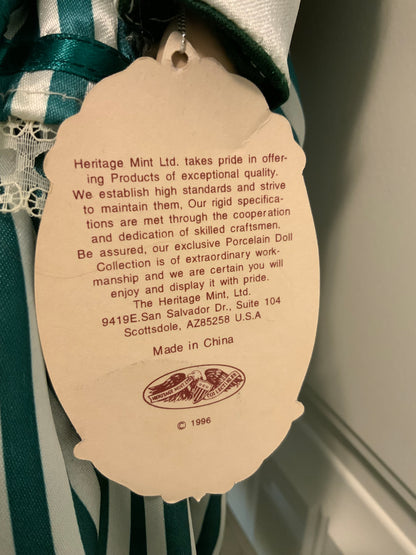 Heritage Mint Ltd. takes pride in offer-
ing Products of exceptional quality.
We establish high standards and strive
to maintain them, Our rigid specifica-
tions are met through the cooperation
and dedication of skilled craftsmen.
Be assured, our exclusive Porcelain Doll
Collection is of extraordinary work-
manship and we are certain you will
enjoy and display it with pride.
The Heritage Mint, Ltd.
9419E.San Salvador Dr., Suite 104
Scottsdole, AZ85258 U.S.A
Made in China
HERITAGE MINT, LTD.
© 1996